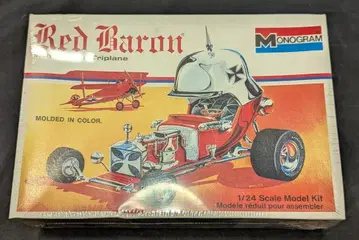 Red Baron
Triplane
MONOGRAM
MOLDED IN COLOR.
1/24 Scale Model Kit
Modèle réduit pour assembler